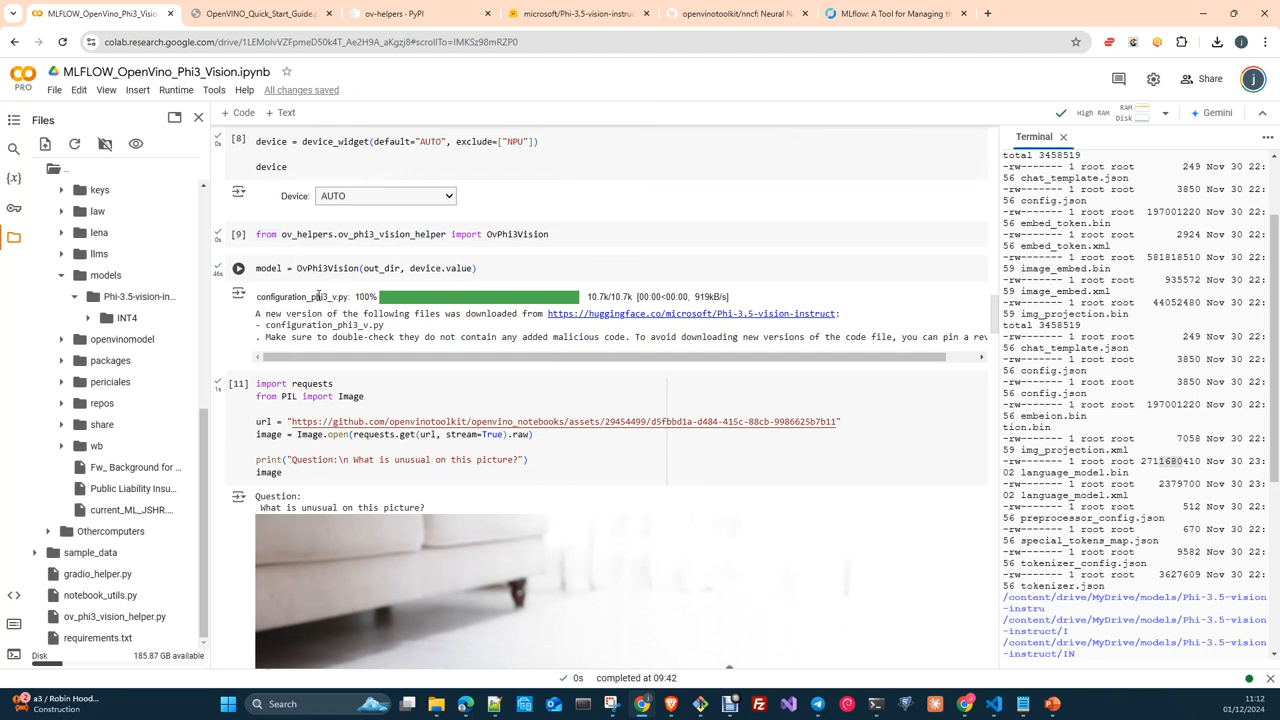 MLFLOW_OpenVino_Phi3_Vis
OpenVINO_Quick_Start_Guide.p
ov-helpers - PyPI
microsoft/Phi-3.5-vision-instruc
openvinotoolkit/nncf: Neural Ne
MLflow: A Tool for Managing th
colab.research.google.com/drive/1LEMolvVZFpmeD50k4T_Ae2H9A_aKgzj8#scrollTo=IMKSz98mRZP0
CO
PRO
MLFLOW_OpenVino_Phi3_Vision.ipynb
Share
File Edit View Insert Runtime Tools Help All changes saved
+ Code + Text
High RAM
RAM
Disk
Gemini
Files
..
keys
law
lena
llms
models
Phi-3.5-vision-in...
INT4
openvinomodel
packages
periciales
repos
share
wb
Fw_ Background for ...
Public Liability Insu...
current_ML_JSHR....
Othercomputers
sample_data
gradio_helper.py
notebook_utils.py
ov_phi3_vision_helper.py
requirements.txt
Disk 185.87 GB available
[8]
0s
device = device_widget(default="AUTO", exclude=["NPU"])
device
Device: AUTO
[9]
0s
from ov_helpers.ov_phi3_vision_helper import OvPhi3Vision
46s
model = OvPhi3Vision(out_dir, device.value)
configuration_phi3_v.py: 100% 10.7k/10.7k [00:00<00:00, 919kB/s]
A new version of the following files was downloaded from https://huggingface.co/microsoft/Phi-3.5-vision-instruct:
- configuration_phi3_v.py
. Make sure to double-check they do not contain any added malicious code. To avoid downloading new versions of the code file, you can pin a rev
[11]
1s
import requests
from PIL import Image
url = "https://github.com/openvinotoolkit/openvino_notebooks/assets/29454499/d5fbbd1a-d484-415c-88cb-9986625b7b11"
image = Image.open(requests.get(url, stream=True).raw)
print("Question:\n What is unusual on this picture?")
image
Question:
What is unusual on this picture?
Terminal
total 3458519
-rw------- 1 root root 249 Nov 30 22:
56 chat_template.json
-rw------- 1 root root 3850 Nov 30 22:
56 config.json
-rw------- 1 root root 197001220 Nov 30 22:
56 embed_token.bin
-rw------- 1 root root 2924 Nov 30 22:
56 embed_token.xml
-rw------- 1 root root 581818510 Nov 30 22:
59 image_embed.bin
-rw------- 1 root root 935572 Nov 30 22:
59 image_embed.xml
-rw------- 1 root root 44052480 Nov 30 22:
59 img_projection.bin
total 3458519
-rw------- 1 root root 249 Nov 30 22:
56 chat_template.json
-rw------- 1 root root 3850 Nov 30 22:
56 config.json
-rw------- 1 root root 3850 Nov 30 22:
56 config.json
-rw------- 1 root root 197001220 Nov 30 22:
56 embeion.bin
tion.bin
-rw------- 1 root root 7058 Nov 30 22:
59 img_projection.xml
-rw------- 1 root root 2711680410 Nov 30 23:
02 language_model.bin
-rw------- 1 root root 2379700 Nov 30 23:
02 language_model.xml
-rw------- 1 root root 512 Nov 30 22:
56 preprocessor_config.json
-rw------- 1 root root 670 Nov 30 22:
56 special_tokens_map.json
-rw------- 1 root root 9582 Nov 30 22:
56 tokenizer_config.json
-rw------- 1 root root 3627609 Nov 30 22:
56 tokenizer.json
/content/drive/MyDrive/models/Phi-3.5-vision
-instru
/content/drive/MyDrive/models/Phi-3.5-vision
-instruct/I
/content/drive/MyDrive/models/Phi-3.5-vision
-instruct/IN
0s completed at 09:42
a3 / Robin Hood...
Construction
Search
11:12
01/12/2024